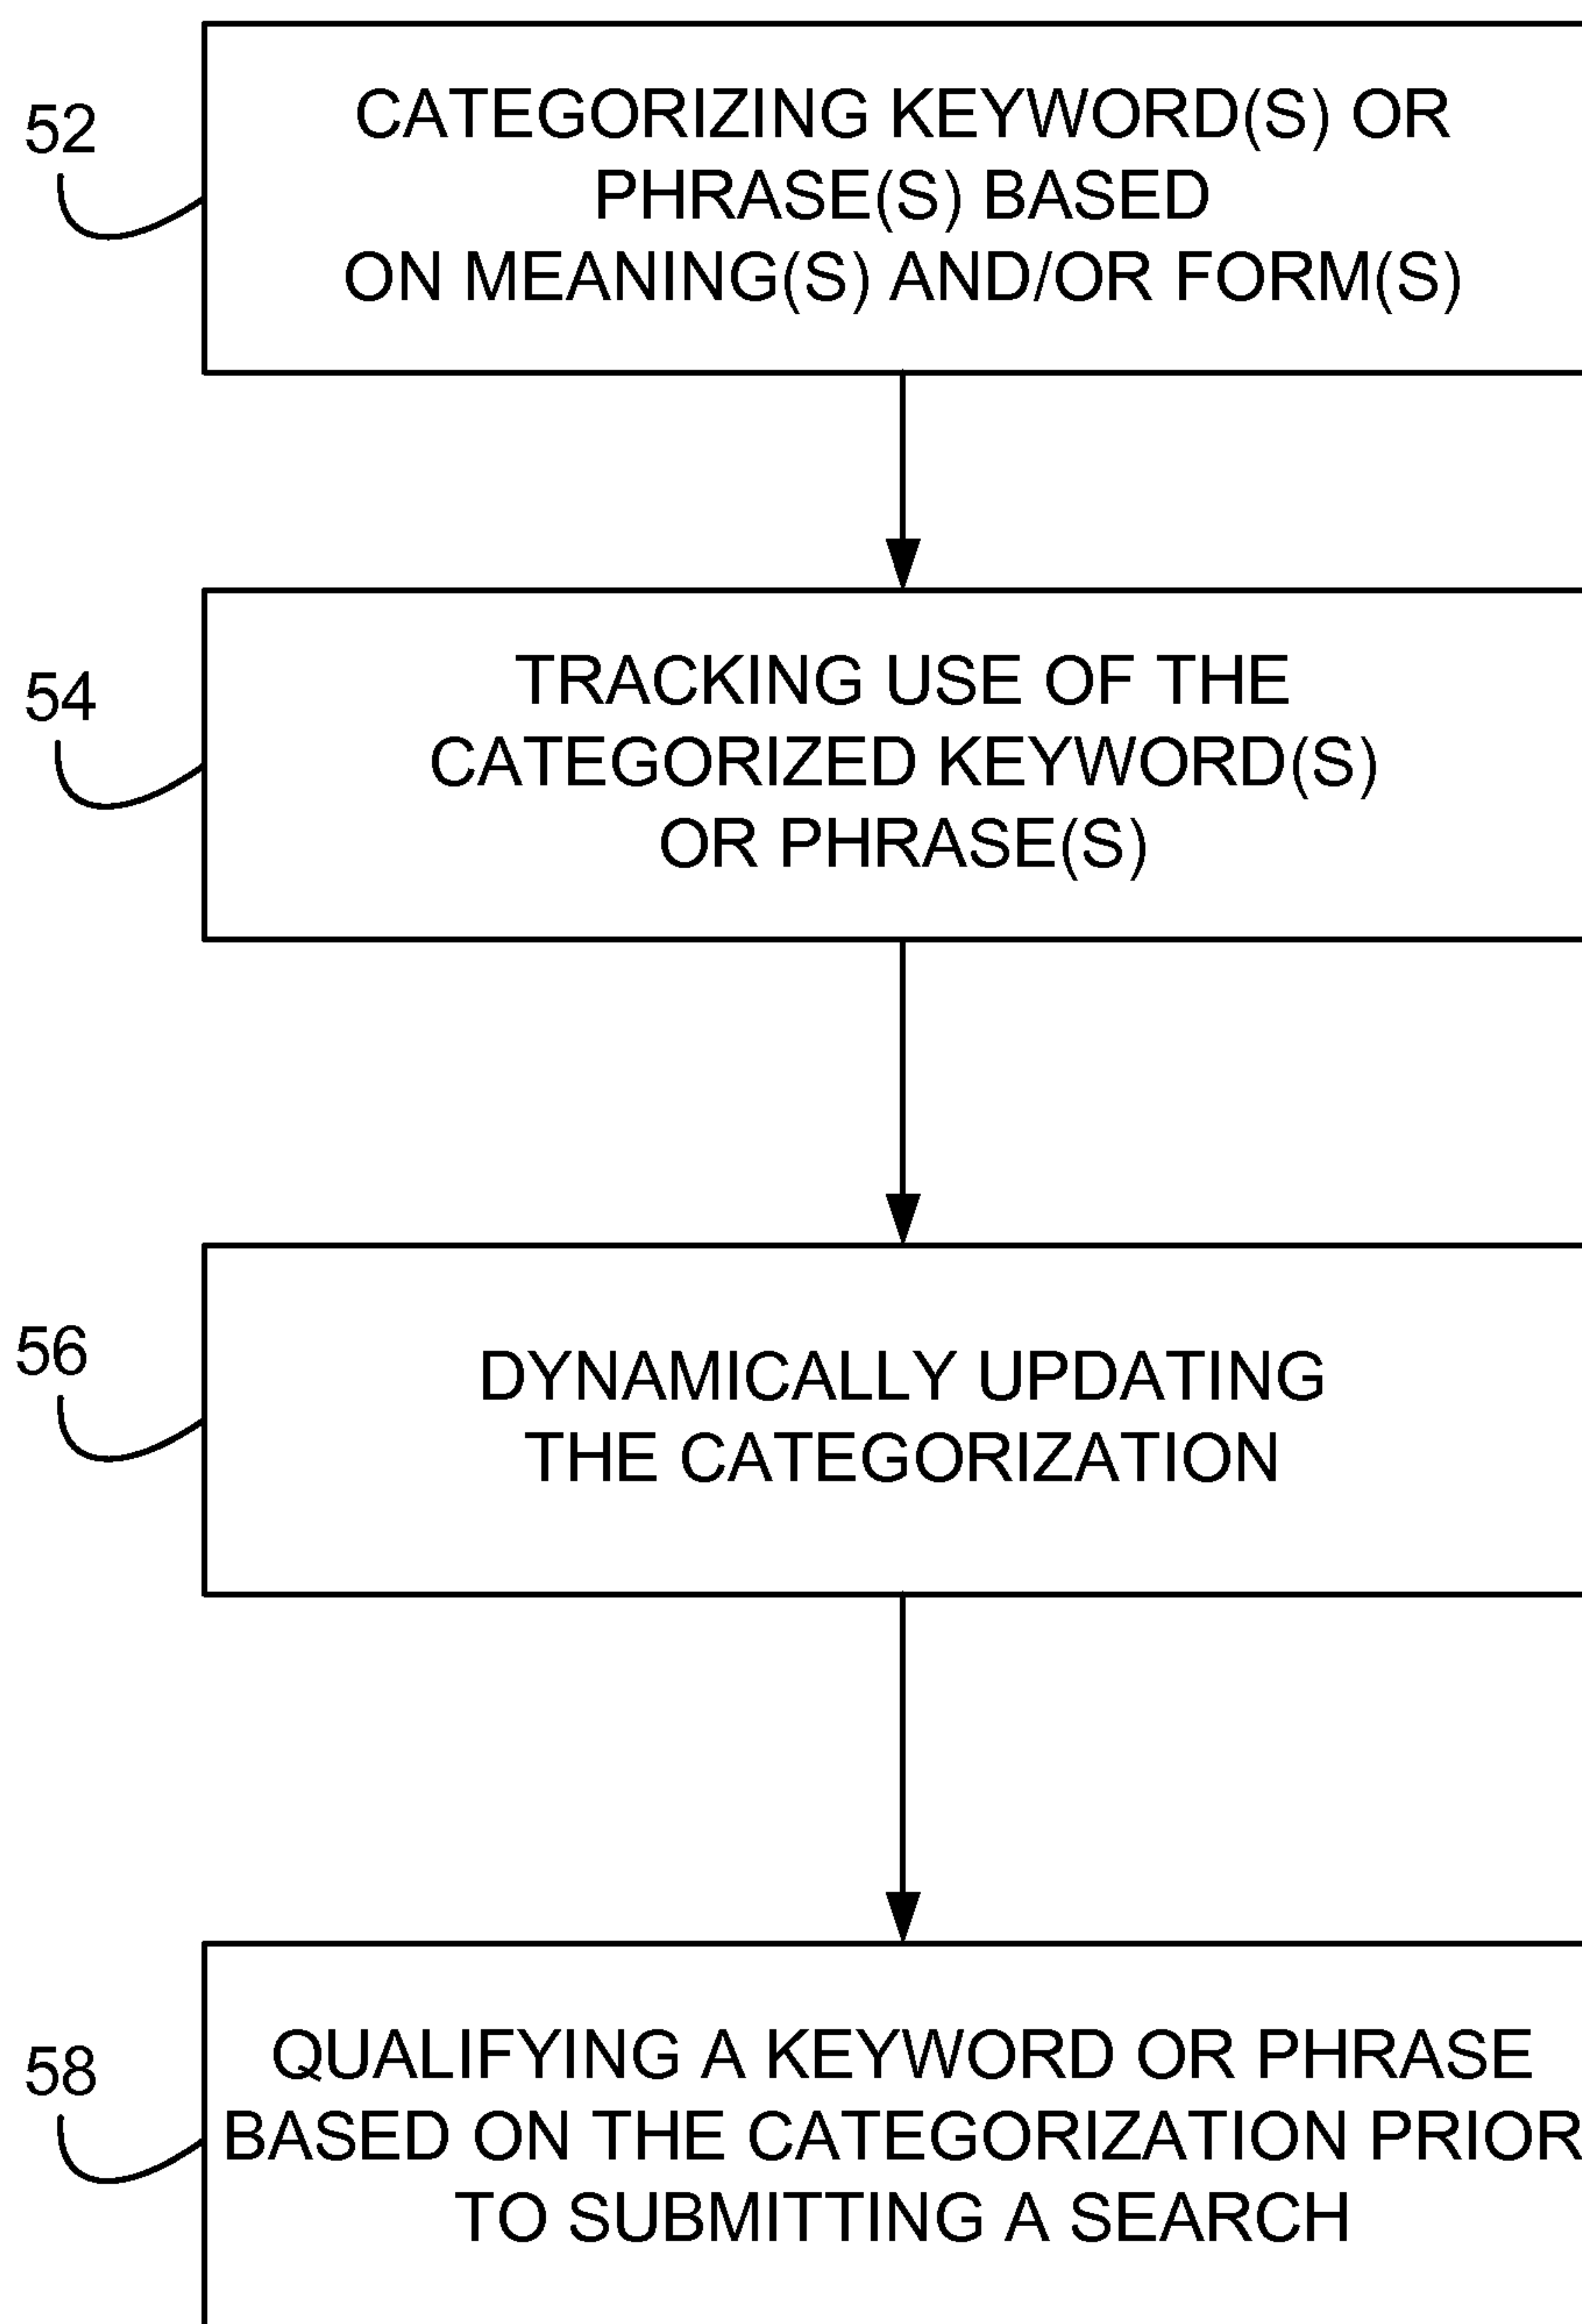 52
CATEGORIZING KEYWORD(S) OR
PHRASE(S) BASED
ON MEANING(S) AND/OR FORM(S)
54
TRACKING USE OF THE
CATEGORIZED KEYWORD(S)
OR PHRASE(S)
56
DYNAMICALLY UPDATING
THE CATEGORIZATION
58
QUALIFYING A KEYWORD OR PHRASE
BASED ON THE CATEGORIZATION PRIOR
TO SUBMITTING A SEARCH